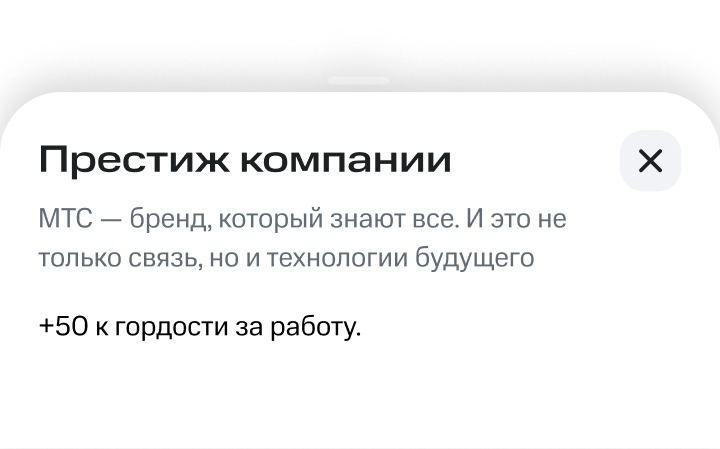 Престиж компании
МТС — бренд, который знают все. И это не
только связь, но и технологии будущего
+50 к гордости за работу.